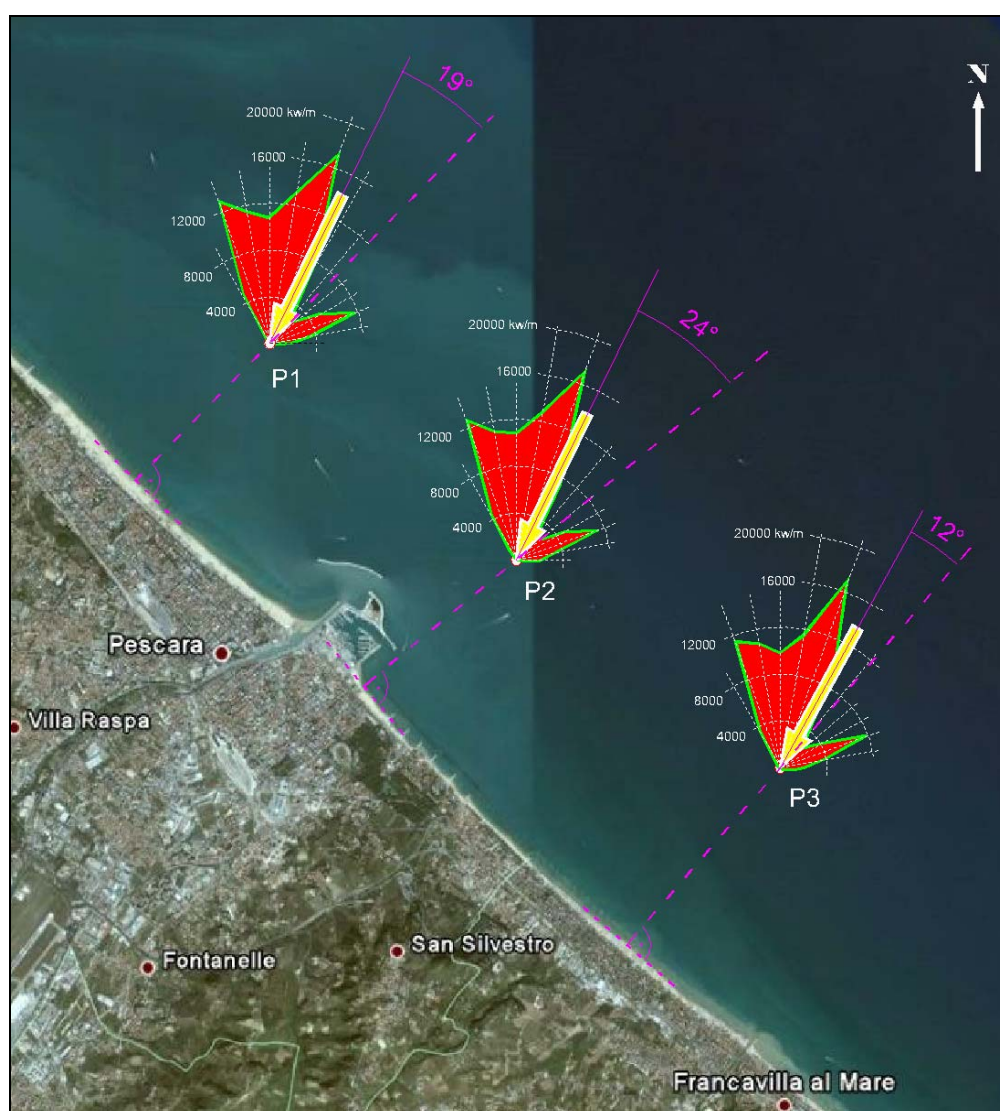 19°
N
20000 kw/m
16000
12000
8000
4000
P1
24°
20000 kw/m
16000
12000
8000
4000
P2
12°
20000 kw/m
16000
12000
8000
4000
P3
Pescara
Villa Raspa
Fontanelle
San Silvestro
Francavilla al Mare